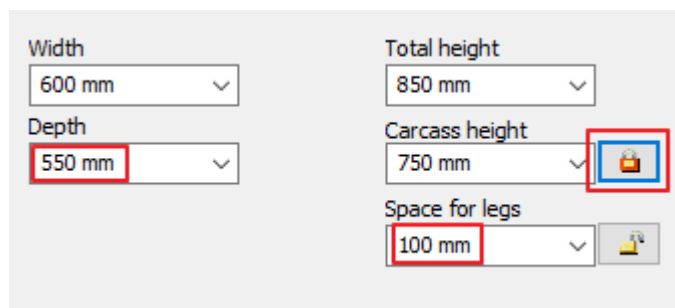 Width
600 mm
Depth
550 mm
Total height
850 mm
Carcass height
750 mm
Space for legs
100 mm